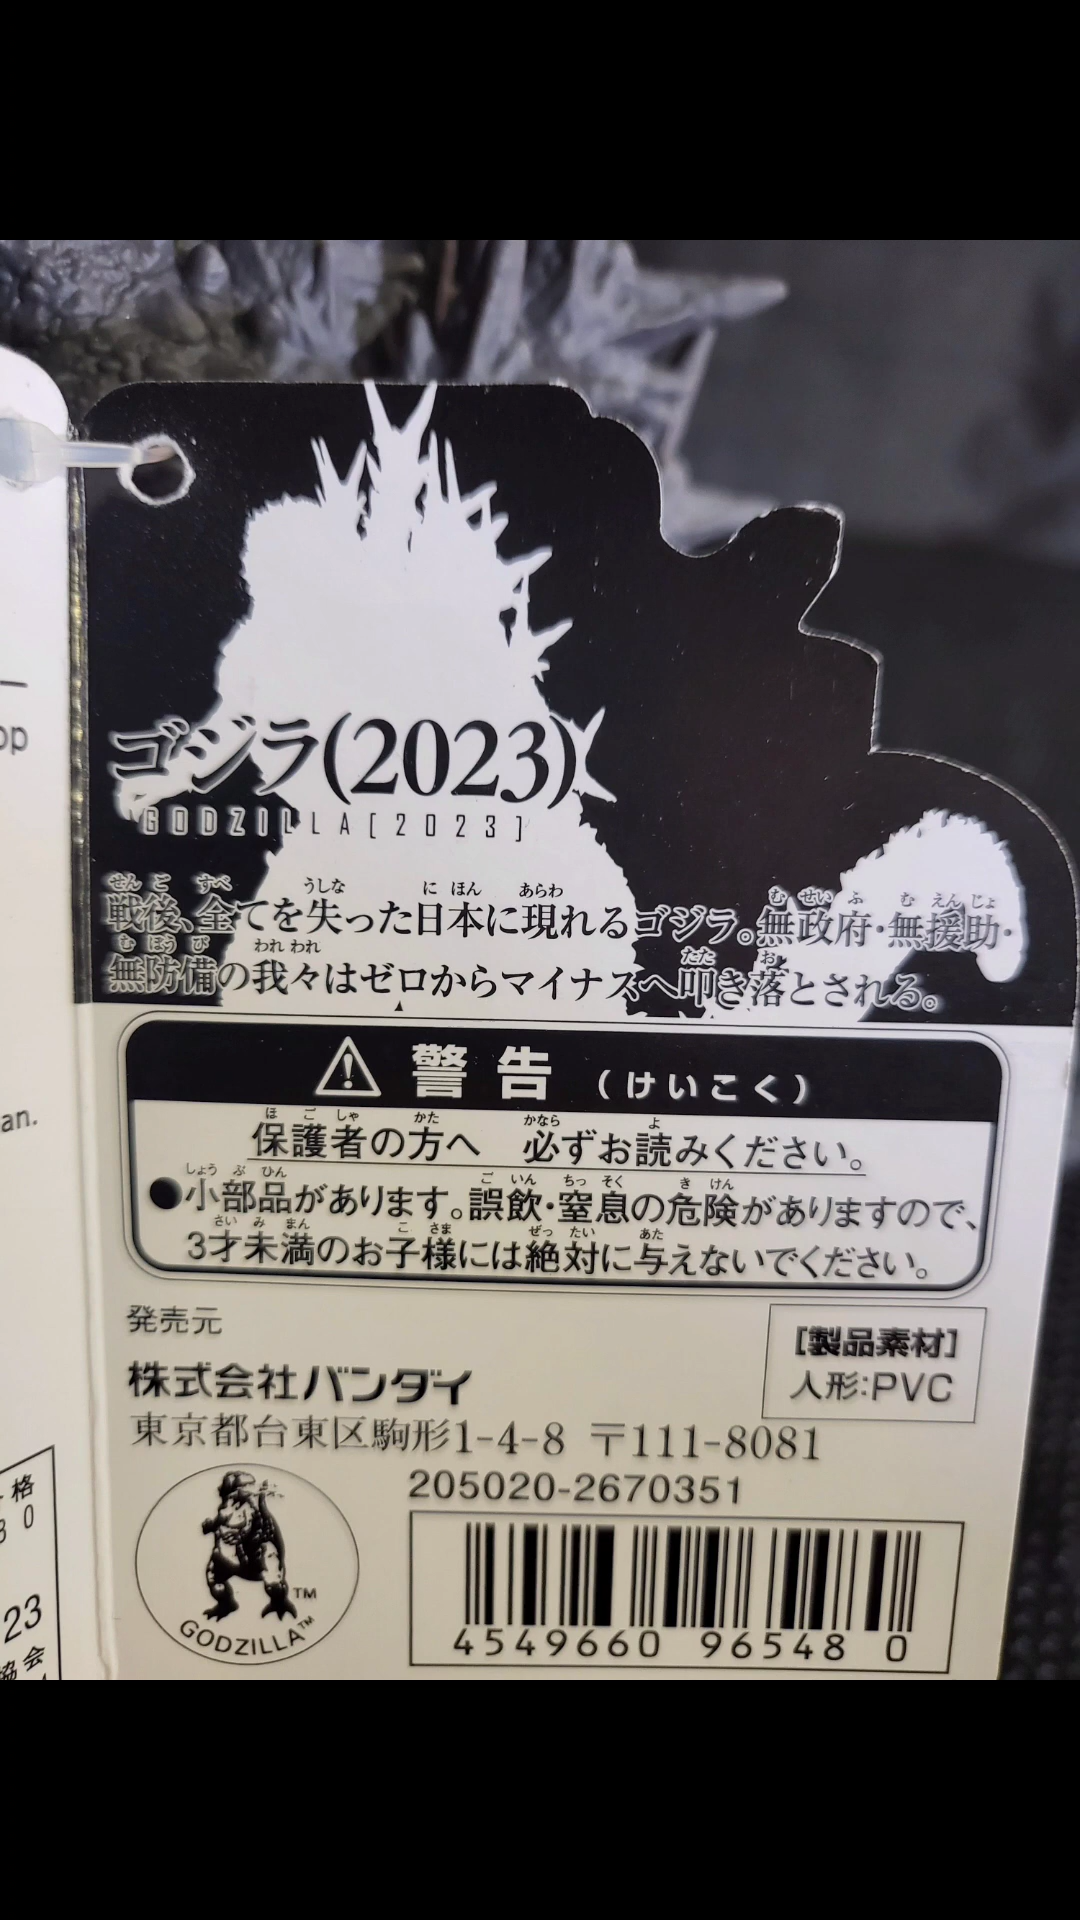 ゴジラ(2023)
GODZILLA[2023]
せん ご すべ うしな に ほん あらわ む せい ふ む えん じょ
戦後、全てを失った日本に現れるゴジラ。無政府・無援助・
む ぼう び われ われ たた お
無防備の我々はゼロからマイナスへ叩き落とされる。
警告(けいこく)
ほ ご しゃ かた かなら よ
保護者の方へ 必ずお読みください。
しょう ぶ ひん ご いん ちっ そく き けん
●小部品があります。誤飲・窒息の危険がありますので、
さい み まん こ さま ぜっ たい あた
3才未満のお子様には絶対に与えないでください。
発売元
株式会社バンダイ
東京都台東区駒形1-4-8 〒111-8081
[製品素材]
人形:PVC
205020-2670351
4549660 96548 0
TM
GODZILLA™
op
an.
格
3 0
23
協会